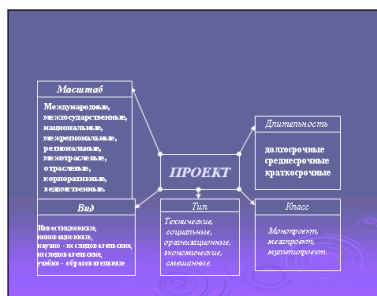 Масштаб
Международные,
межгосударственные,
национальные,
межрегиональные,
региональные,
межотраслевые,
отраслевые,
корпоративные,
ведомственные.
Вид
Инвестиционные,
инновационные,
научно - исследовательские,
исследовательские,
учебно - образовательные
ПРОЕКТ
Тип
Технические,
социальные,
организационные,
экономические,
смешанные.
Длительность
долгосрочные
среднесрочные
краткосрочные
Класс
Монопроект,
мегапроект,
мультипроект.